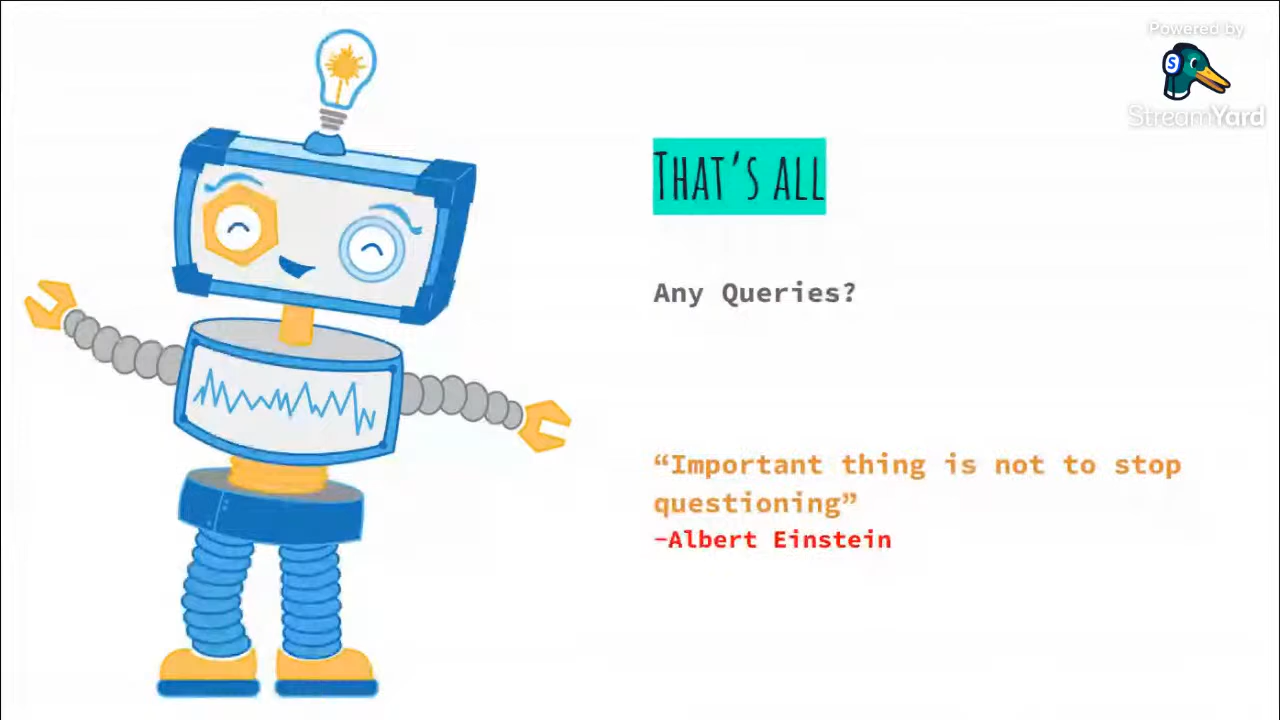 Powered by
S
StreamYard
THAT'S ALL
Any Queries?
“Important thing is not to stop
questioning”
-Albert Einstein